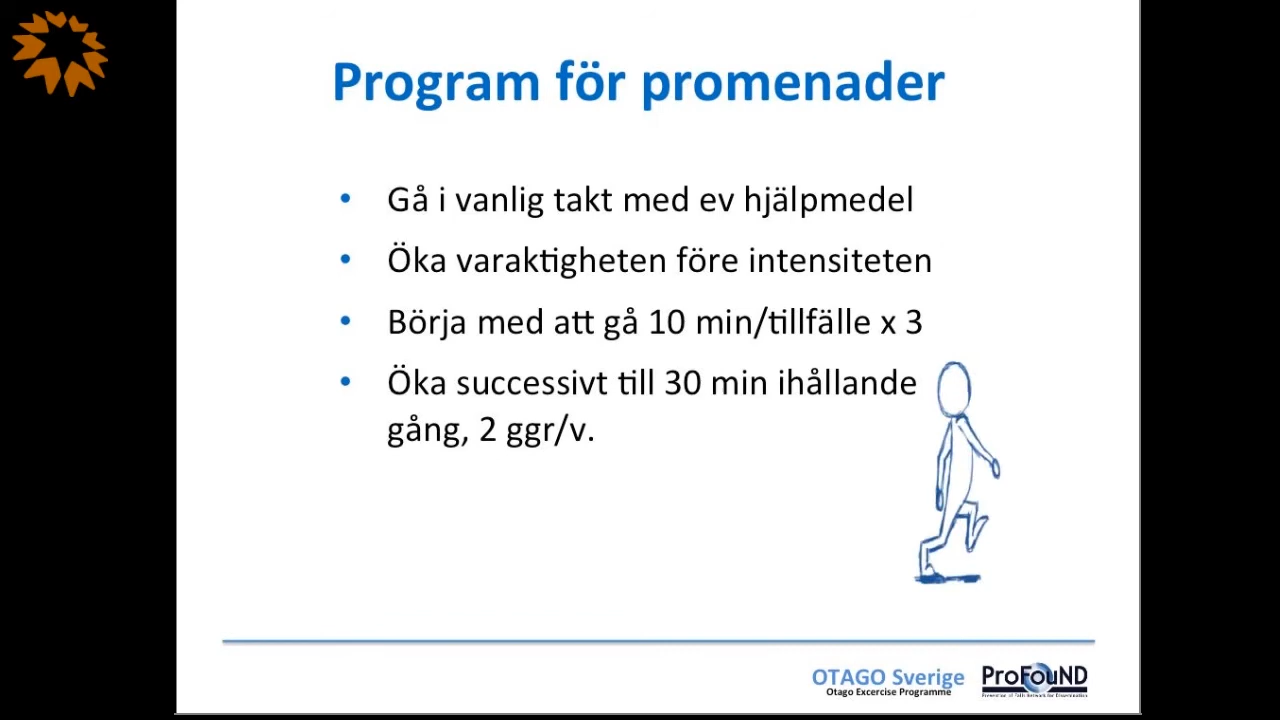 Program för promenader
• Gå i vanlig takt med ev hjälpmedel
• Öka varaktigheten före intensiteten
• Börja med att gå 10 min/tillfälle x 3
• Öka successivt till 30 min ihållande
gång, 2 ggr/v.
OTAGO Sverige
Otago Excercise Programme
ProFouND